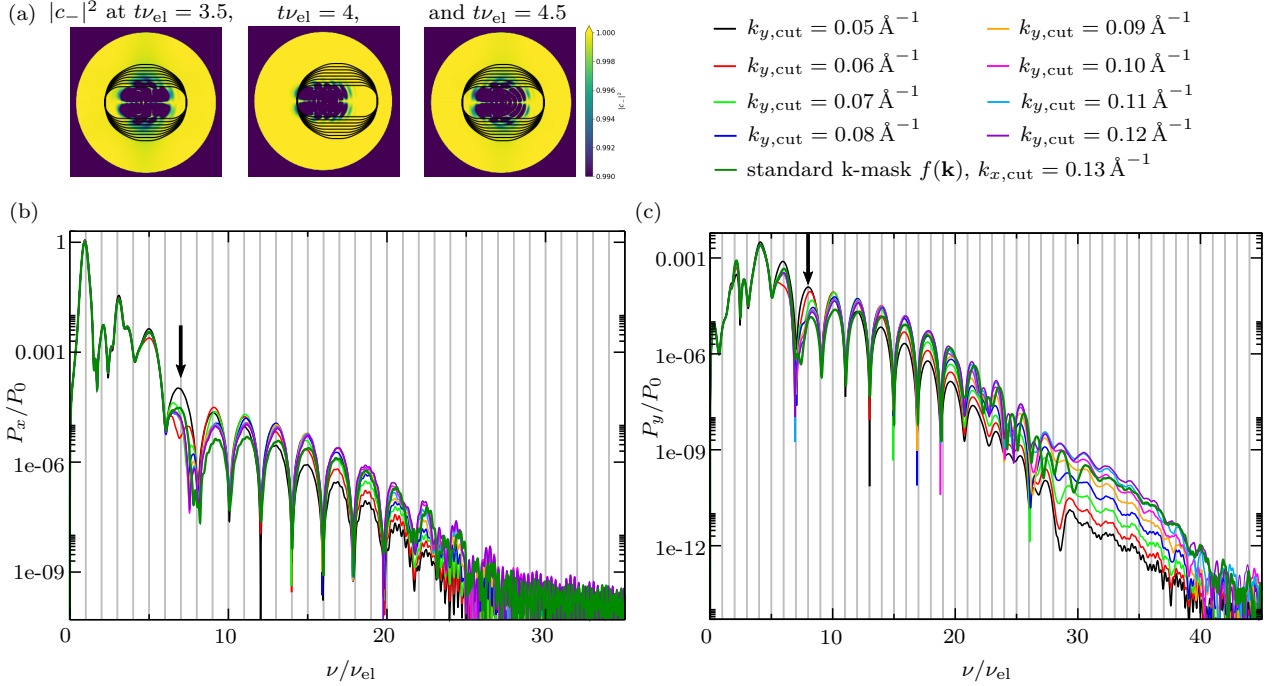 (a)
|c₋|² at tν_el = 3.5,
tν_el = 4,
and tν_el = 4.5
1.000
0.998
0.996
0.994
0.992
0.990
|c₋|²
k_y,cut = 0.05 Å⁻¹
k_y,cut = 0.06 Å⁻¹
k_y,cut = 0.07 Å⁻¹
k_y,cut = 0.08 Å⁻¹
k_y,cut = 0.09 Å⁻¹
k_y,cut = 0.10 Å⁻¹
k_y,cut = 0.11 Å⁻¹
k_y,cut = 0.12 Å⁻¹
standard k-mask f(k), k_x,cut = 0.13 Å⁻¹
(b)
P_x/P_0
1
0.001
1e-06
1e-09
0 10 20 30
ν/ν_el
(c)
P_y/P_0
0.001
1e-06
1e-09
1e-12
0 10 20 30 40
ν/ν_el